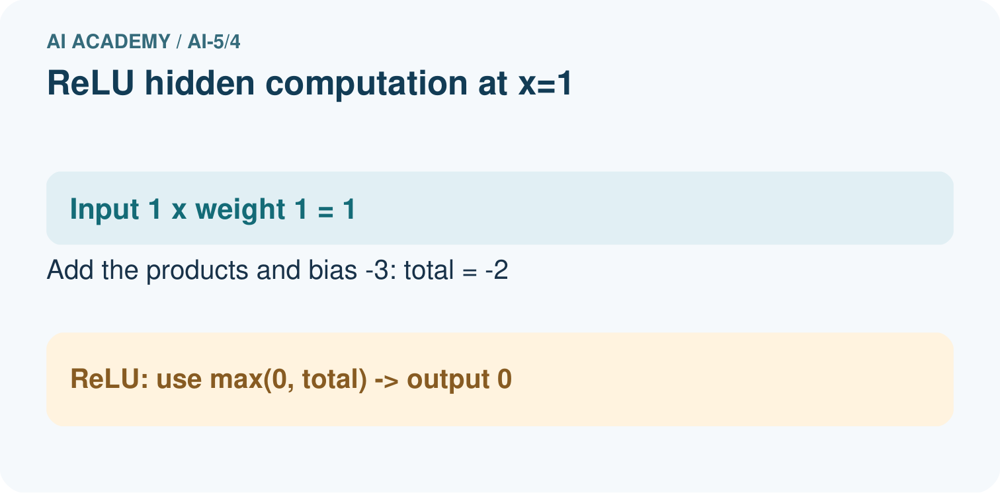 AI ACADEMY / AI-5/4
ReLU hidden computation at x=1
Input 1 x weight 1 = 1
Add the products and bias -3: total = -2
ReLU: use max(0, total) -> output 0